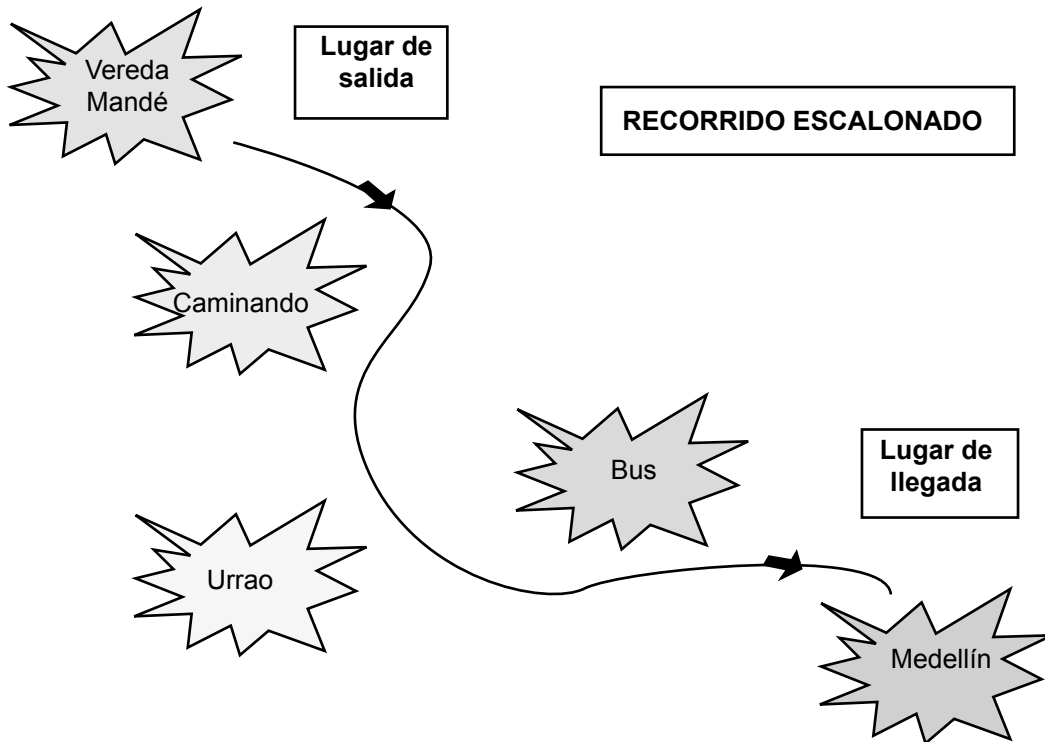 Vereda
Mandé
Lugar de
salida
RECORRIDO ESCALONADO
Caminando
Bus
Lugar de
llegada
Urrao
Medellín